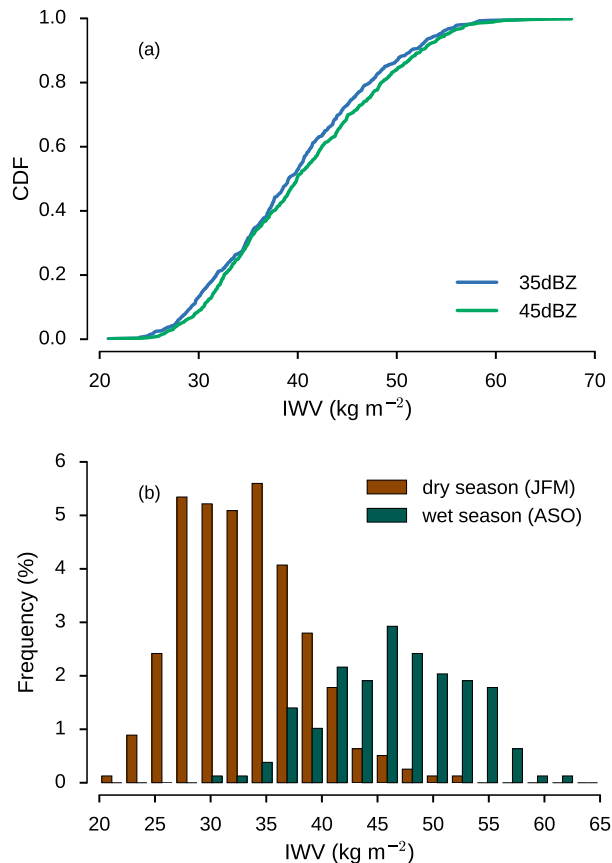 1.0
(a)
0.8
0.6
CDF
0.4
0.2
35dBZ
45dBZ
0.0
20 30 40 50 60 70
IWV (kg m−2)
6
(b)
dry season (JFM)
wet season (ASO)
5
4
Frequency (%)
3
2
1
0
20 25 30 35 40 45 50 55 60 65
IWV (kg m−2)